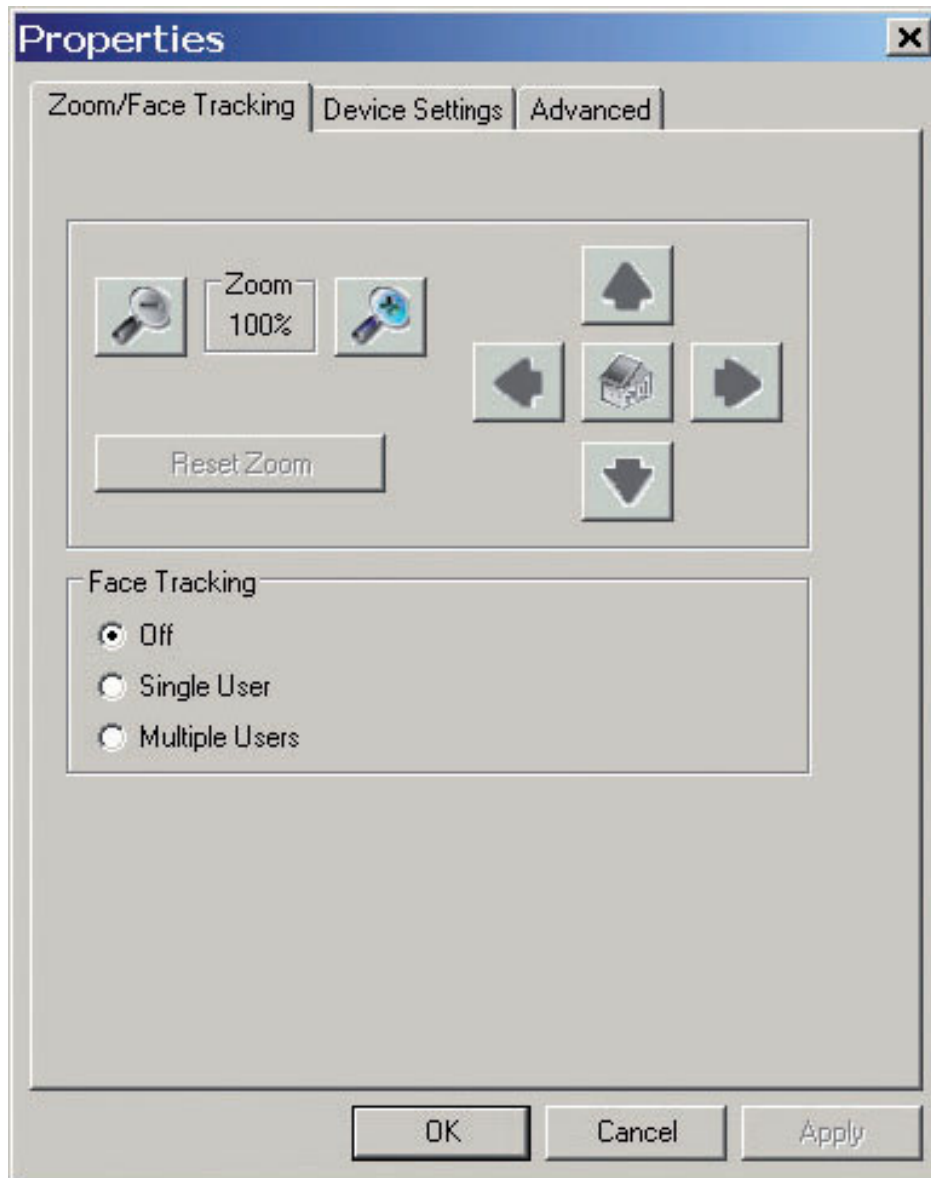 Properties
Zoom/Face Tracking Device Settings Advanced
Zoom
100%
Reset Zoom
Face Tracking
Off
Single User
Multiple Users
OK Cancel Apply